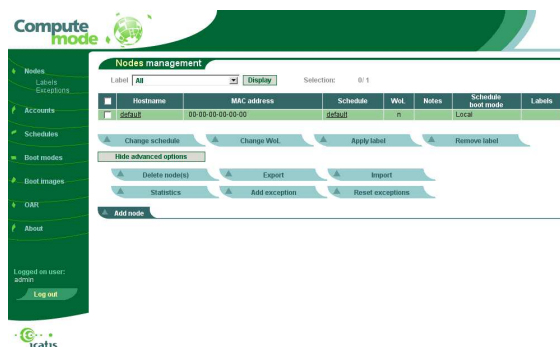 Compute
mode
Nodes
Labels
Exceptions
Accounts
Schedules
Boot modes
Boot images
OAR
About
Logged on user:
admin
Log out
icatis
Nodes management
Label All Display Selection: 0/ 1
Hostname MAC address Schedule WoL Notes Schedule boot mode Labels
default 00-00-00-00-00-00 default n Local
Change schedule Change WoL Apply label Remove label
Hide advanced options
Delete node(s) Export Import
Statistics Add exception Reset exceptions
Add node